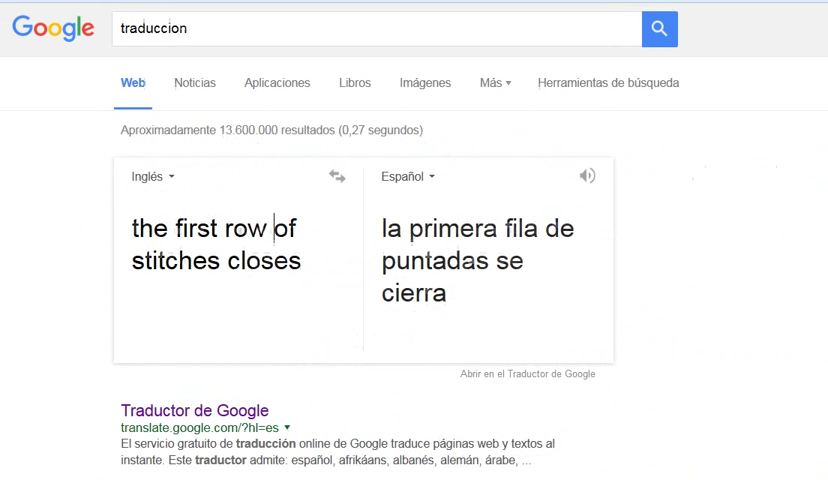 Google traduccion
Web Noticias Aplicaciones Libros Imágenes Más Herramientas de búsqueda
Aproximadamente 13.600.000 resultados (0,27 segundos)
Inglés Español
the first row of
stitches closes
la primera fila de
puntadas se
cierra
Abrir en el Traductor de Google
Traductor de Google
translate.google.com/?hl=es
El servicio gratuito de traducción online de Google traduce páginas web y textos al
instante. Este traductor admite: español, afrikáans, albanés, alemán, árabe, ...